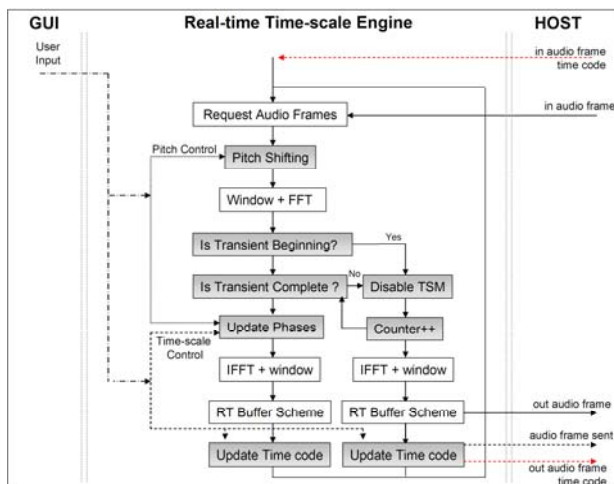 GUI
Real-time Time-scale Engine
HOST
User
Input
in audio frame
time code
Request Audio Frames
in audio frame
Pitch Control
Pitch Shifting
Window + FFT
Is Transient Beginning?
Yes
Is Transient Complete ?
No
Disable TSM
Update Phases
Counter++
Time-scale
Control
IFFT + window
IFFT + window
RT Buffer Scheme
RT Buffer Scheme
out audio frame
audio frame sent
Update Time code
Update Time code
out audio frame
time code